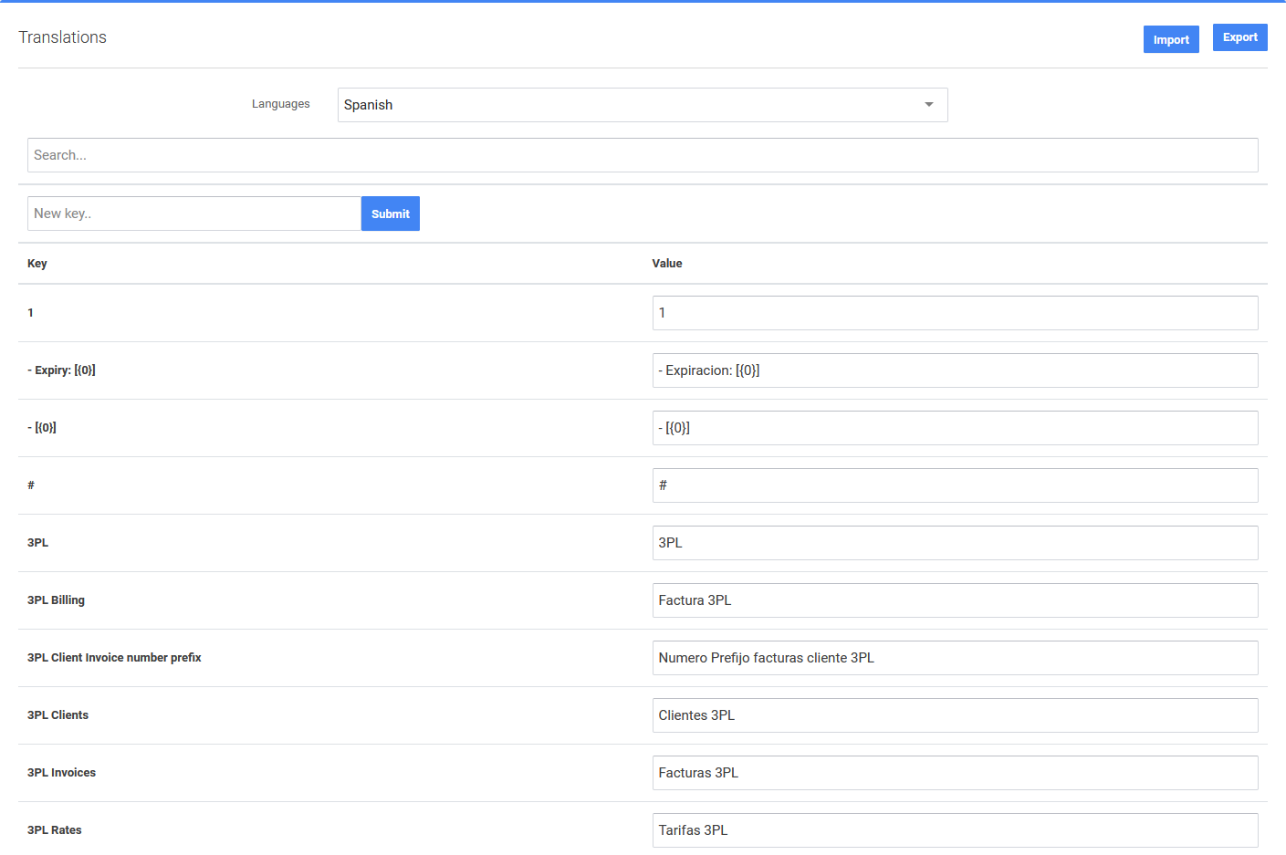 Translations
Import
Export
Languages
Spanish
Search...
New key..
Submit
Key
Value
1
1
- Expiry: [{0}]
- Expiracion: [{0}]
- [{0}]
- [{0}]
#
#
3PL
3PL
3PL Billing
Factura 3PL
3PL Client Invoice number prefix
Numero Prefijo facturas cliente 3PL
3PL Clients
Clientes 3PL
3PL Invoices
Facturas 3PL
3PL Rates
Tarifas 3PL